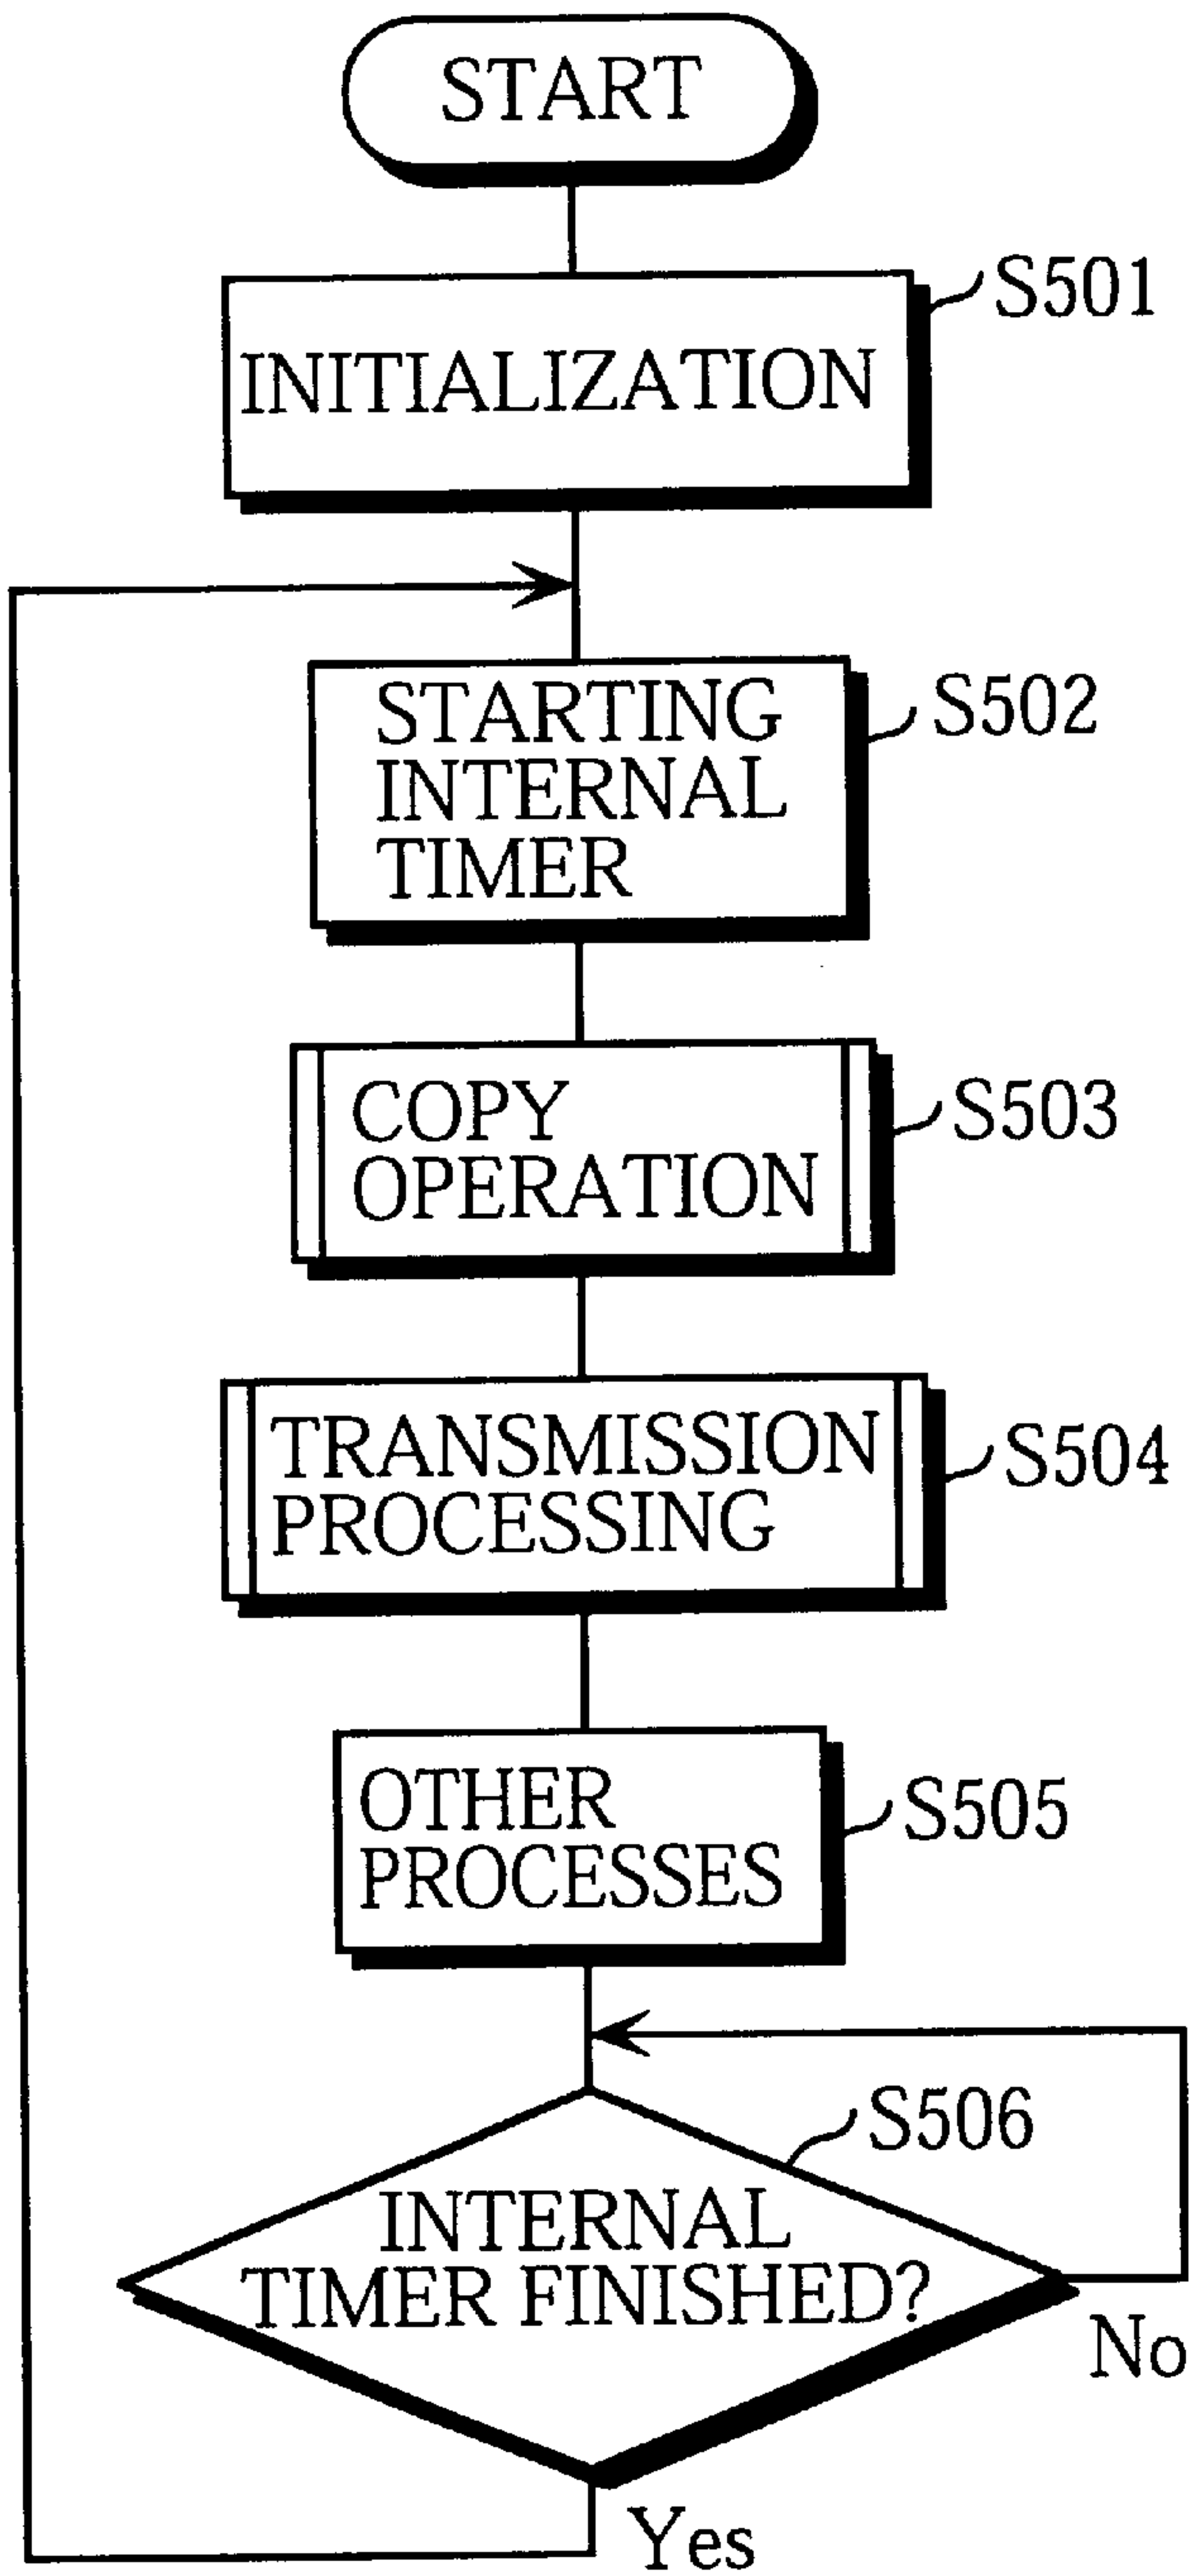 START
S501
INITIALIZATION
S502
STARTING
INTERNAL
TIMER
S503
COPY
OPERATION
S504
TRANSMISSION
PROCESSING
S505
OTHER
PROCESSES
S506
INTERNAL
TIMER FINISHED?
No
Yes